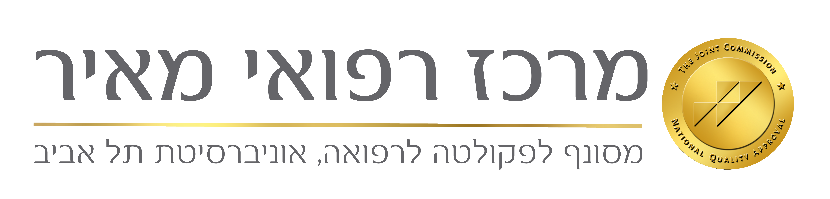 מרכז רפואי מאיר
מסונף לפקולטה לרפואה, אוניברסיטת תל אביב
THE JOINT COMMISSION
NATIONAL QUALITY APPROVAL